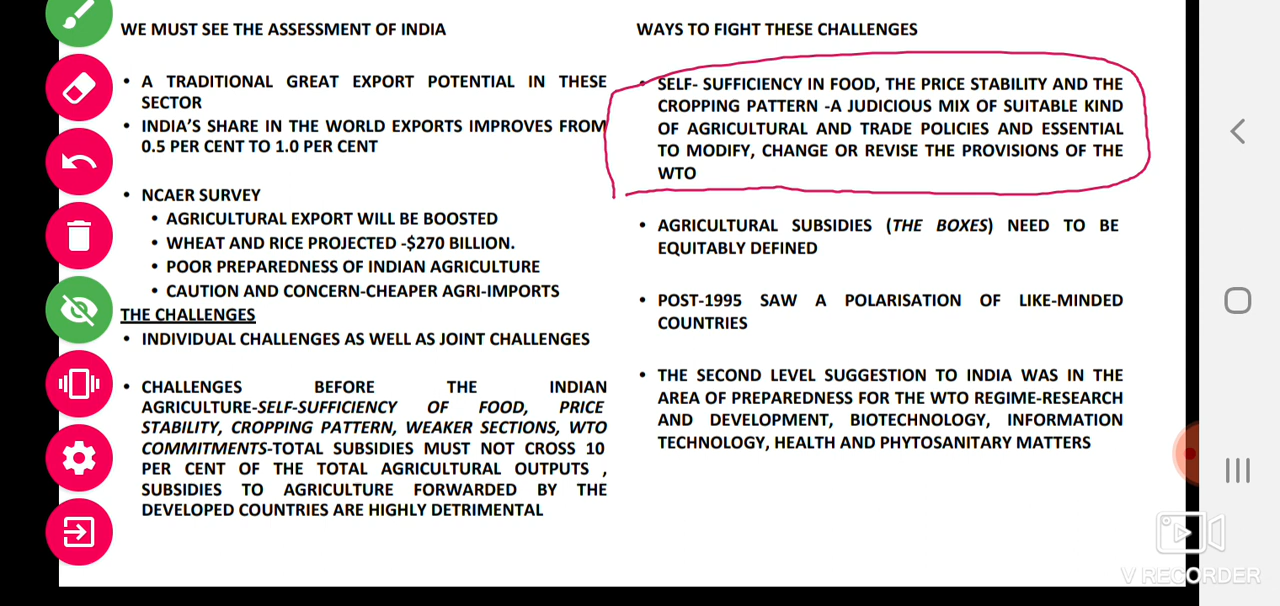 WE MUST SEE THE ASSESSMENT OF INDIA
• A TRADITIONAL GREAT EXPORT POTENTIAL IN THESE
SECTOR
• INDIA'S SHARE IN THE WORLD EXPORTS IMPROVES FROM
0.5 PER CENT TO 1.0 PER CENT
• NCAER SURVEY
• AGRICULTURAL EXPORT WILL BE BOOSTED
• WHEAT AND RICE PROJECTED -$270 BILLION.
• POOR PREPAREDNESS OF INDIAN AGRICULTURE
• CAUTION AND CONCERN-CHEAPER AGRI-IMPORTS
THE CHALLENGES
• INDIVIDUAL CHALLENGES AS WELL AS JOINT CHALLENGES
• CHALLENGES BEFORE THE INDIAN
AGRICULTURE-SELF-SUFFICIENCY OF FOOD, PRICE
STABILITY, CROPPING PATTERN, WEAKER SECTIONS, WTO
COMMITMENTS-TOTAL SUBSIDIES MUST NOT CROSS 10
PER CENT OF THE TOTAL AGRICULTURAL OUTPUTS ,
SUBSIDIES TO AGRICULTURE FORWARDED BY THE
DEVELOPED COUNTRIES ARE HIGHLY DETRIMENTAL
WAYS TO FIGHT THESE CHALLENGES
• SELF- SUFFICIENCY IN FOOD, THE PRICE STABILITY AND THE
CROPPING PATTERN -A JUDICIOUS MIX OF SUITABLE KIND
OF AGRICULTURAL AND TRADE POLICIES AND ESSENTIAL
TO MODIFY, CHANGE OR REVISE THE PROVISIONS OF THE
WTO
• AGRICULTURAL SUBSIDIES (THE BOXES) NEED TO BE
EQUITABLY DEFINED
• POST-1995 SAW A POLARISATION OF LIKE-MINDED
COUNTRIES
• THE SECOND LEVEL SUGGESTION TO INDIA WAS IN THE
AREA OF PREPAREDNESS FOR THE WTO REGIME-RESEARCH
AND DEVELOPMENT, BIOTECHNOLOGY, INFORMATION
TECHNOLOGY, HEALTH AND PHYTOSANITARY MATTERS
V RECORDER